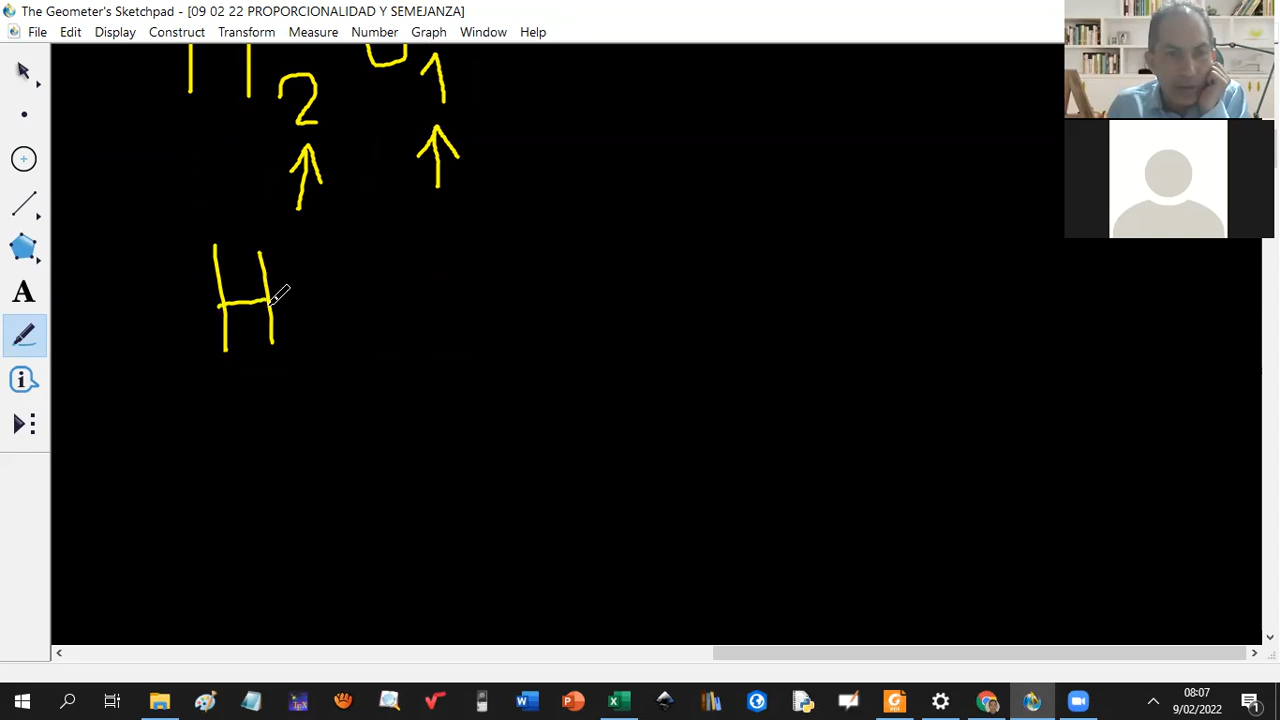 The Geometer's Sketchpad - [09 02 22 PROPORCIONALIDAD Y SEMEJANZA]
File Edit Display Construct Transform Measure Number Graph Window Help
2 1
H
A
08:07
9/02/2022